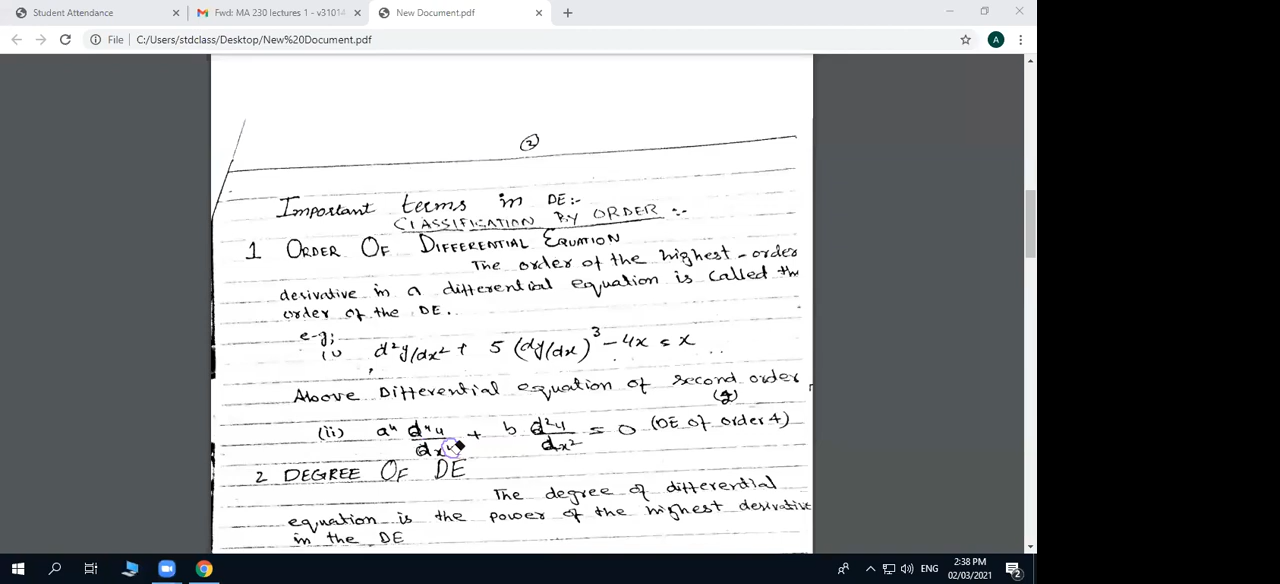 Student Attendance
Fwd: MA 230 lectures 1 - v31014
New Document.pdf
File
C:/Users/stdclass/Desktop/New%20Document.pdf
A
2
Important terms in DE:-
CLASSIFICATION By ORDER :-
1 ORDER OF DIFFERENTIAL EQUATION
The order of the highest-order
derivative in a differential equation is called the
order of the DE.
e-g;
(i) d²y/dx² + 5 (dy/dx)³ - 4x = x
Above Differential equation of second order
(2)
(ii) a⁴ d⁴y/dx⁴ + b d²y/dx² = 0 (DE of order 4)
2 DEGREE OF DE
The degree of differential
equation is the power of the highest derivative
in the DE
ENG
2:38 PM
02/03/2021
2